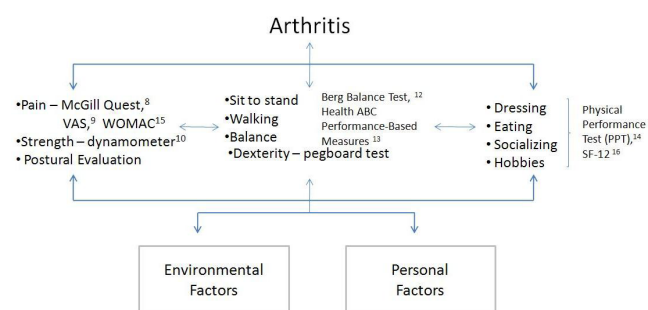 Arthritis
•Pain – McGill Quest,8
VAS,9 WOMAC15
•Strength – dynamometer10
• Postural Evaluation
•Sit to stand
•Walking
•Balance
•Dexterity – pegboard test
Berg Balance Test, 12
Health ABC
Performance-Based
Measures 13
• Dressing
• Eating
• Socializing
• Hobbies
Physical
Performance
Test (PPT),14
SF-12 16
Environmental
Factors
Personal
Factors